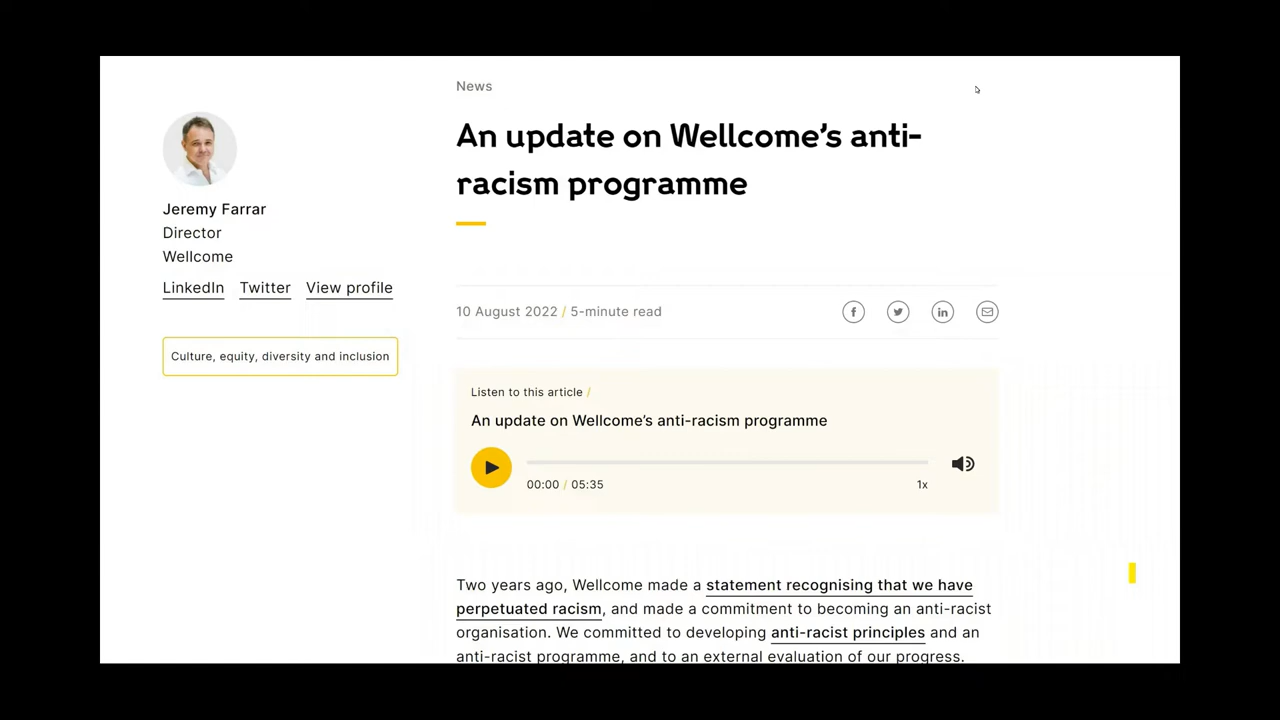 News
An update on Wellcome's anti-
racism programme
Jeremy Farrar
Director
Wellcome
LinkedIn Twitter View profile
Culture, equity, diversity and inclusion
10 August 2022 / 5-minute read
Listen to this article /
An update on Wellcome's anti-racism programme
00:00 / 05:35 1x
Two years ago, Wellcome made a statement recognising that we have
perpetuated racism, and made a commitment to becoming an anti-racist
organisation. We committed to developing anti-racist principles and an
anti-racist programme, and to an external evaluation of our progress.